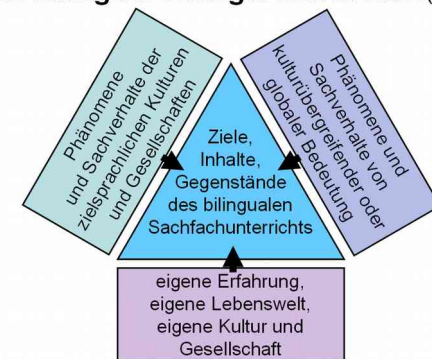 Phänomene
und Sachverhalte der
zielsprachlichen Kulturen
und Gesellschaften
Phänomene und
Sachverhalte von
kulturübergreifender oder
globaler Bedeutung
Ziele,
Inhalte,
Gegenstände
des bilingualen
Sachfachunterrichts
eigene Erfahrung,
eigene Lebenswelt,
eigene Kultur und
Gesellschaft